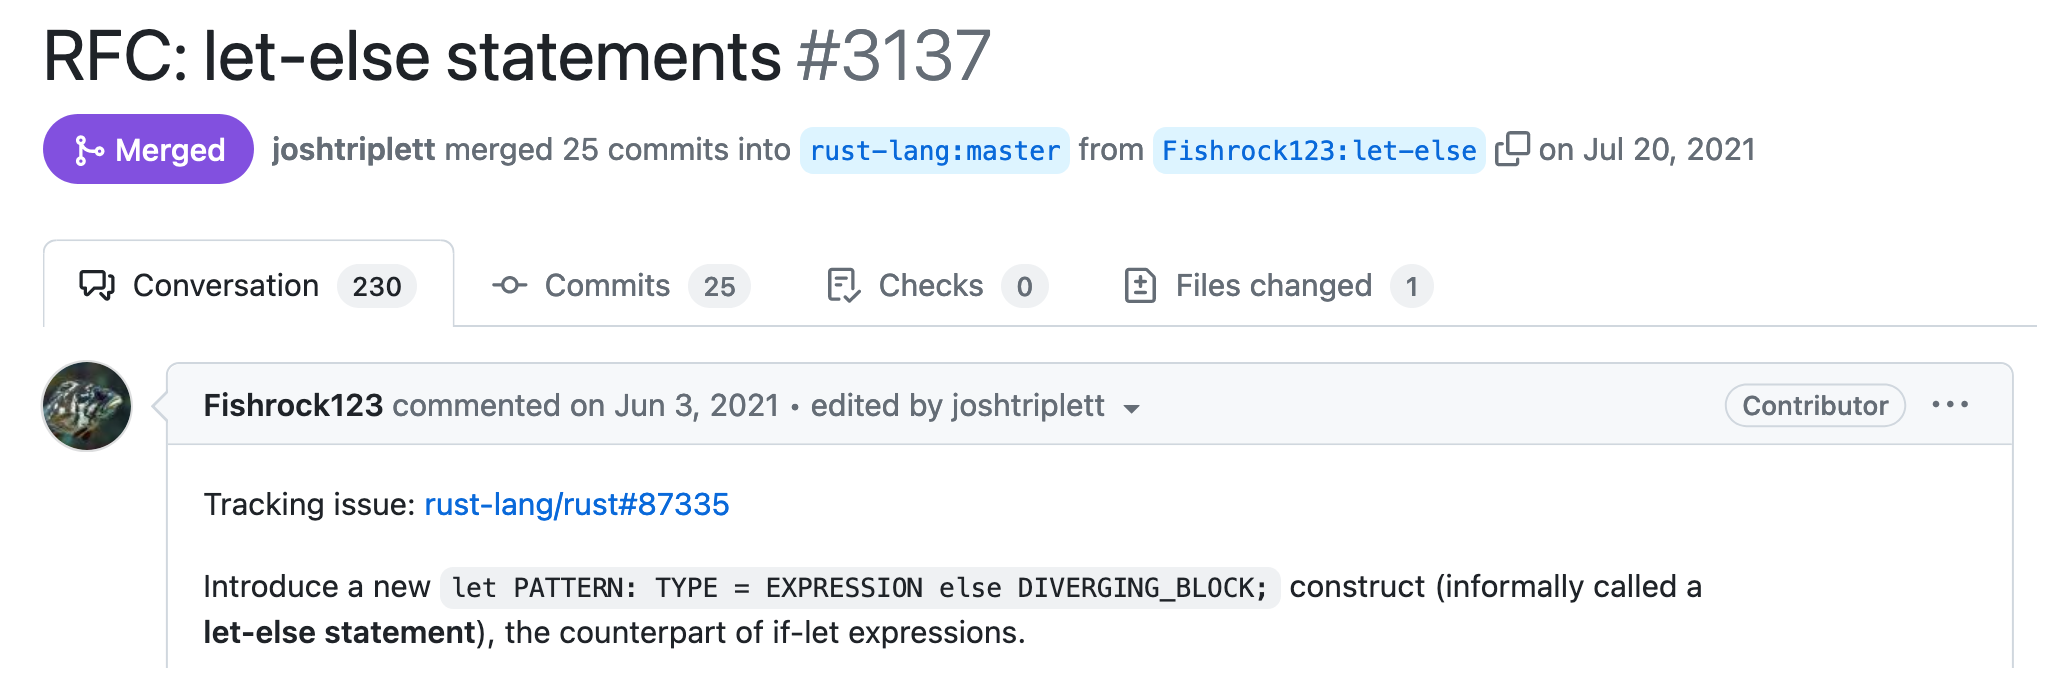 RFC: let-else statements #3137
Merged joshtriplett merged 25 commits into rust-lang:master from Fishrock123:let-else on Jul 20, 2021
Conversation 230 Commits 25 Checks 0 Files changed 1
Fishrock123 commented on Jun 3, 2021 • edited by joshtriplett Contributor
Tracking issue: rust-lang/rust#87335
Introduce a new let PATTERN: TYPE = EXPRESSION else DIVERGING_BLOCK; construct (informally called a
let-else statement), the counterpart of if-let expressions.